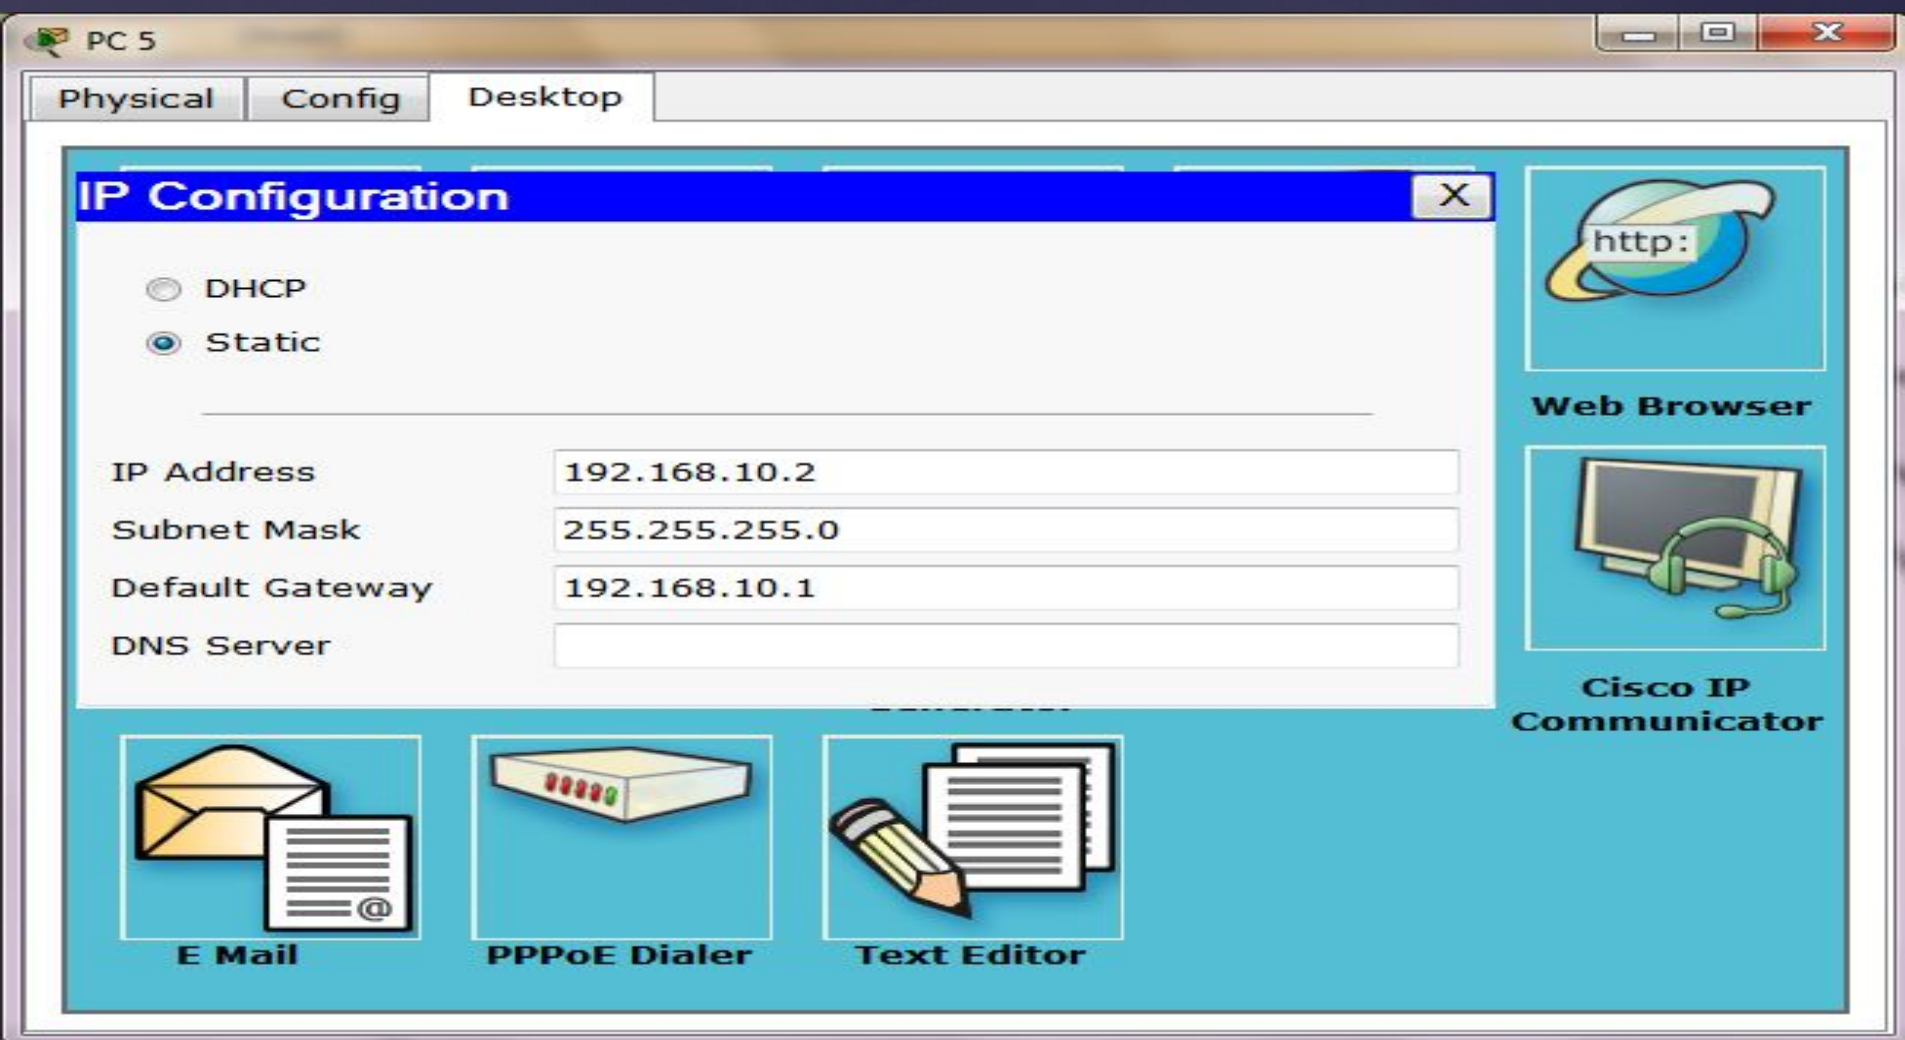 PC 5
Physical Config Desktop
IP Configuration X
http:
DHCP
Static
Web Browser
IP Address 192.168.10.2
Subnet Mask 255.255.255.0
Default Gateway 192.168.10.1
DNS Server
Cisco IP
Communicator
@
E Mail PPPoE Dialer Text Editor